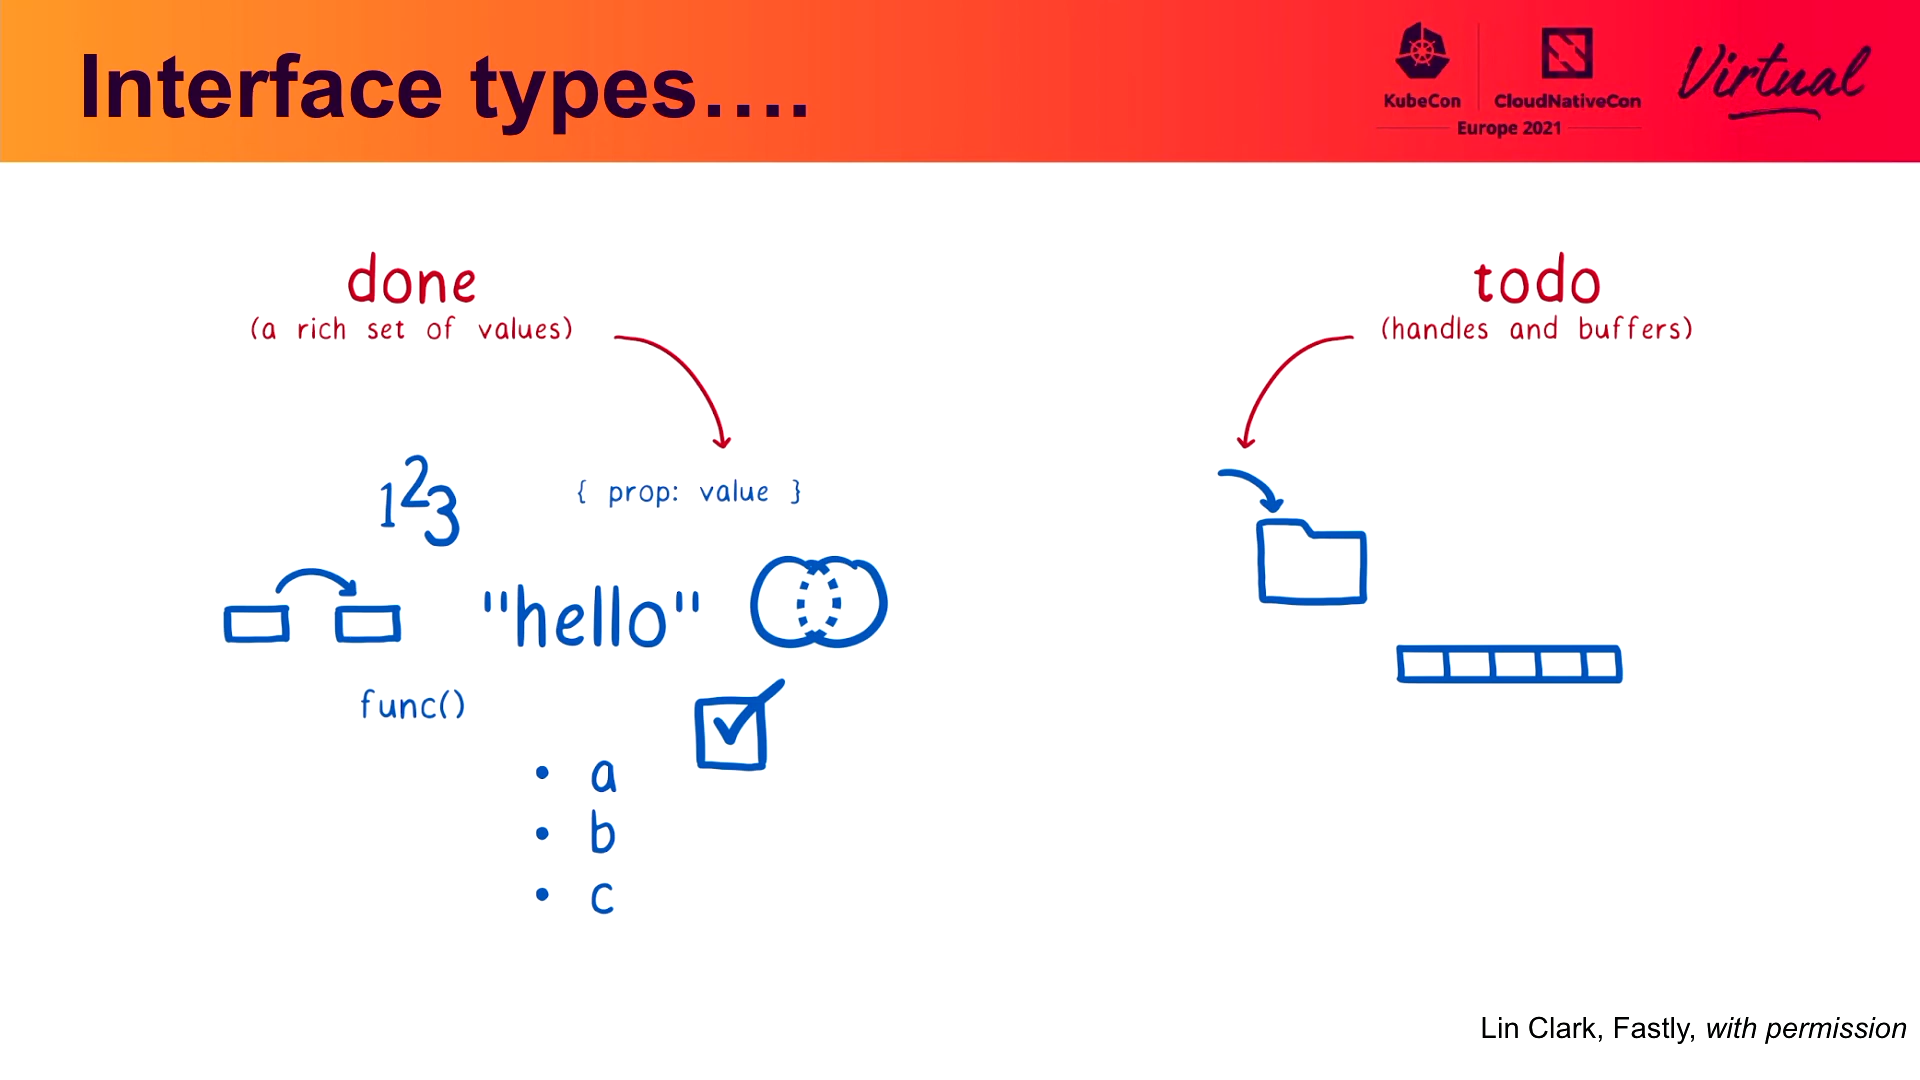 Interface types….
KubeCon
CloudNativeCon
Europe 2021
Virtual
done
(a rich set of values)
todo
(handles and buffers)
123
{ prop: value }
"hello"
func()
• a
• b
• c
Lin Clark, Fastly, with permission